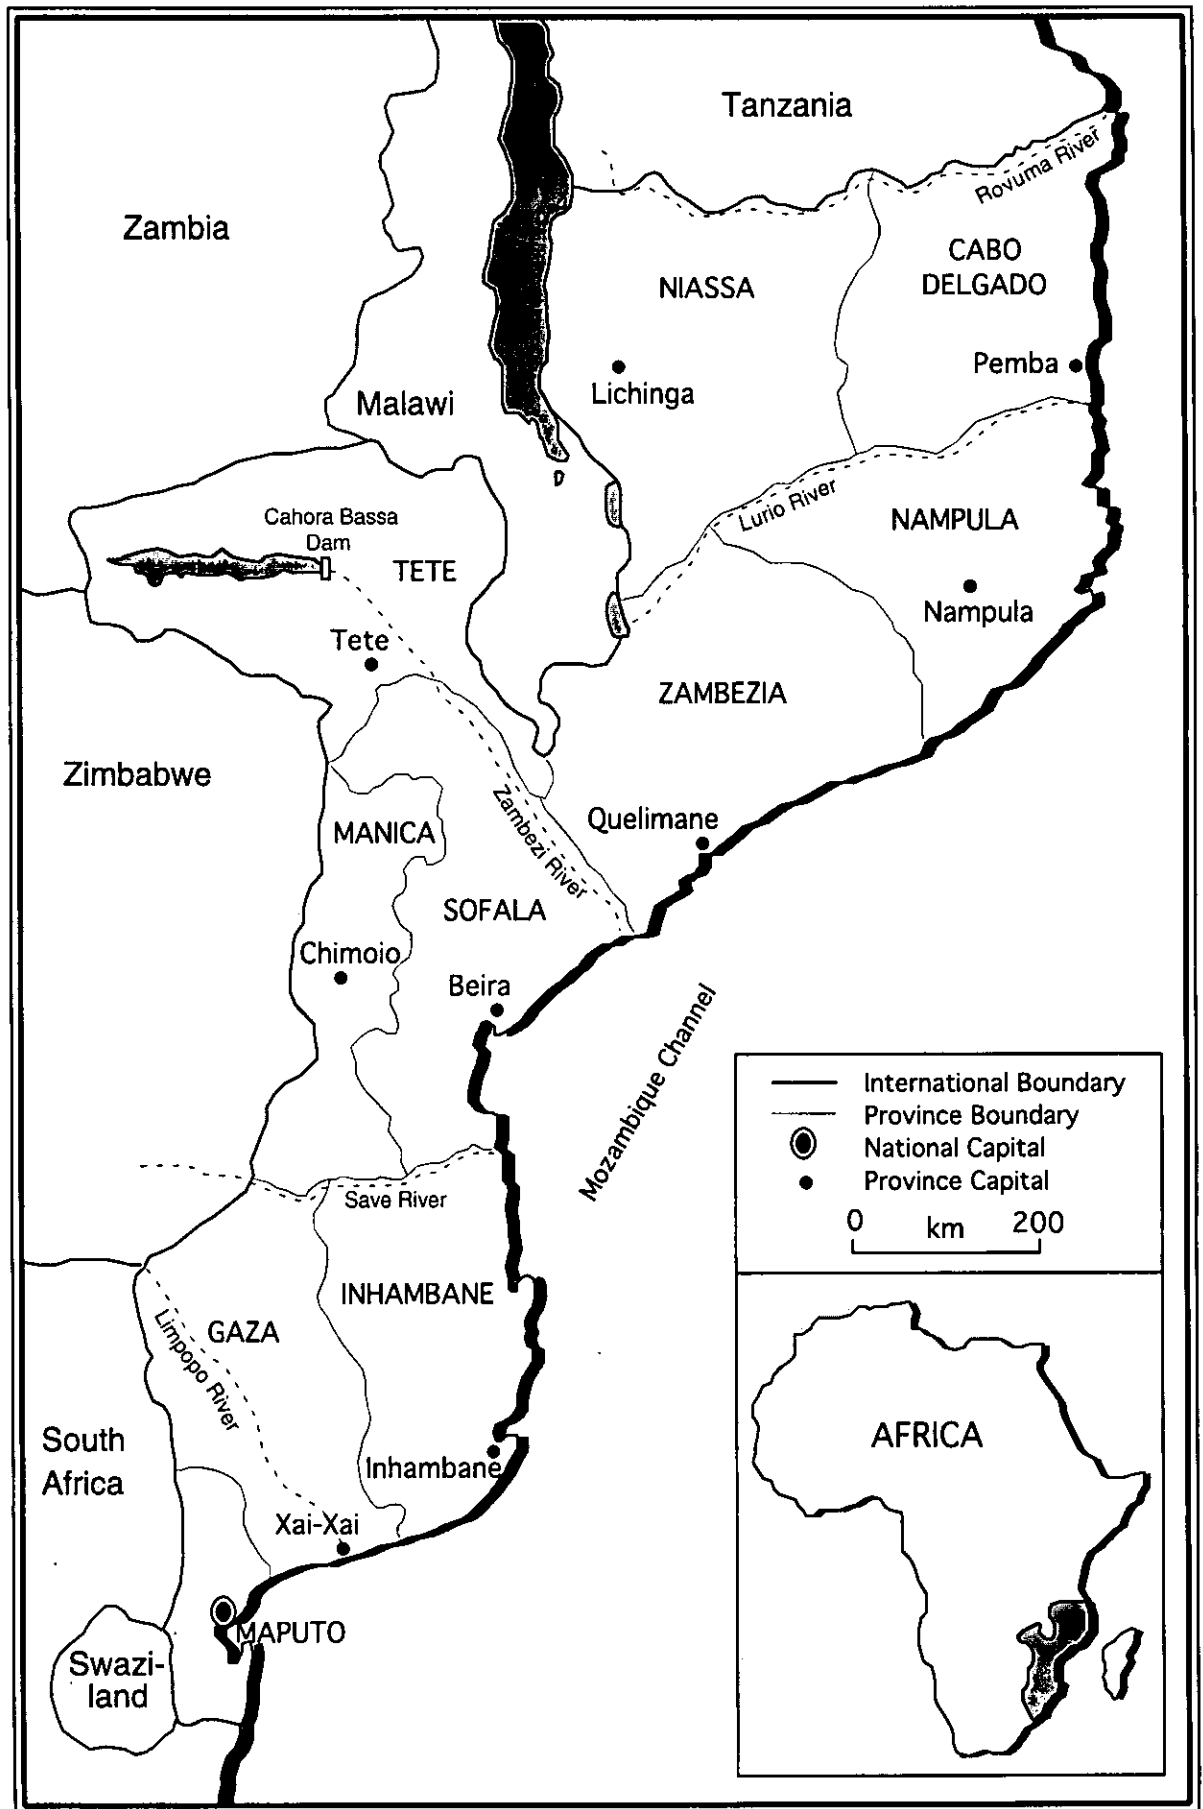 Tanzania
Rovuma River
Zambia
CABO
DELGADO
NIASSA
Pemba
Lichinga
Malawi
Lurio River
NAMPULA
Cahora Bassa
Dam
TETE
Nampula
Tete
ZAMBEZIA
Zimbabwe
Zambezi River
Quelimane
MANICA
SOFALA
Chimoio
Beira
Mozambique Channel
International Boundary
Province Boundary
National Capital
Province Capital
0 km 200
Save River
INHAMBANE
GAZA
Limpopo River
AFRICA
South
Africa
Inhambane
Xai-Xai
MAPUTO
Swazi-
land